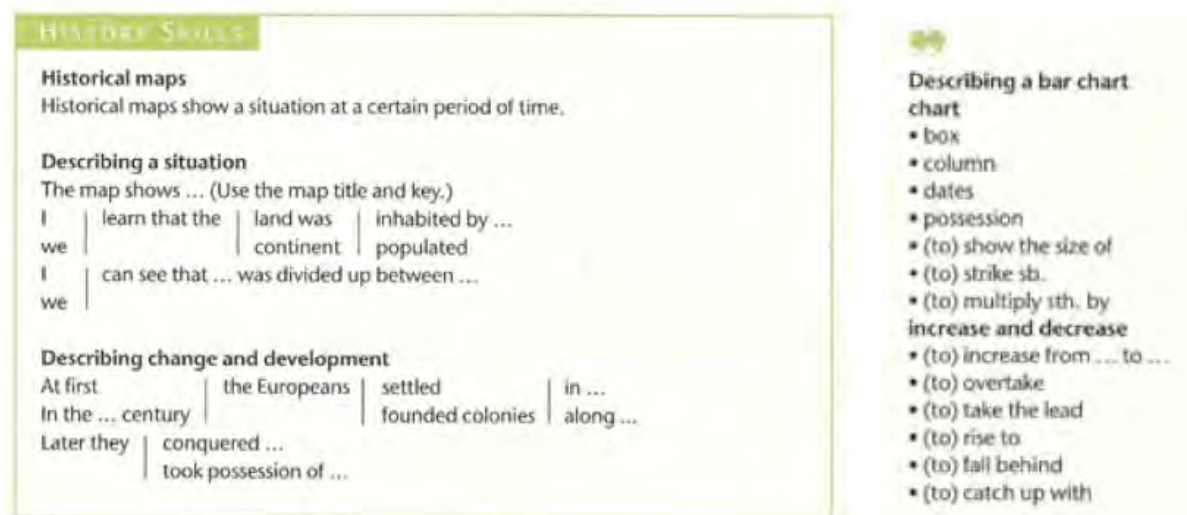 HISTORY SKILLS
Historical maps
Historical maps show a situation at a certain period of time.
Describing a situation
The map shows ... (Use the map title and key.)
I | learn that the | land was | inhabited by ...
we | | continent | populated
I | can see that ... was divided up between ...
we |
Describing change and development
At first | the Europeans | settled | in ...
In the ... century | | founded colonies | along ...
Later they | conquered ...
| took possession of ...
Describing a bar chart
chart
• box
• column
• dates
• possession
• (to) show the size of
• (to) strike sb.
• (to) multiply sth. by
increase and decrease
• (to) increase from ... to ...
• (to) overtake
• (to) take the lead
• (to) rise to
• (to) fall behind
• (to) catch up with